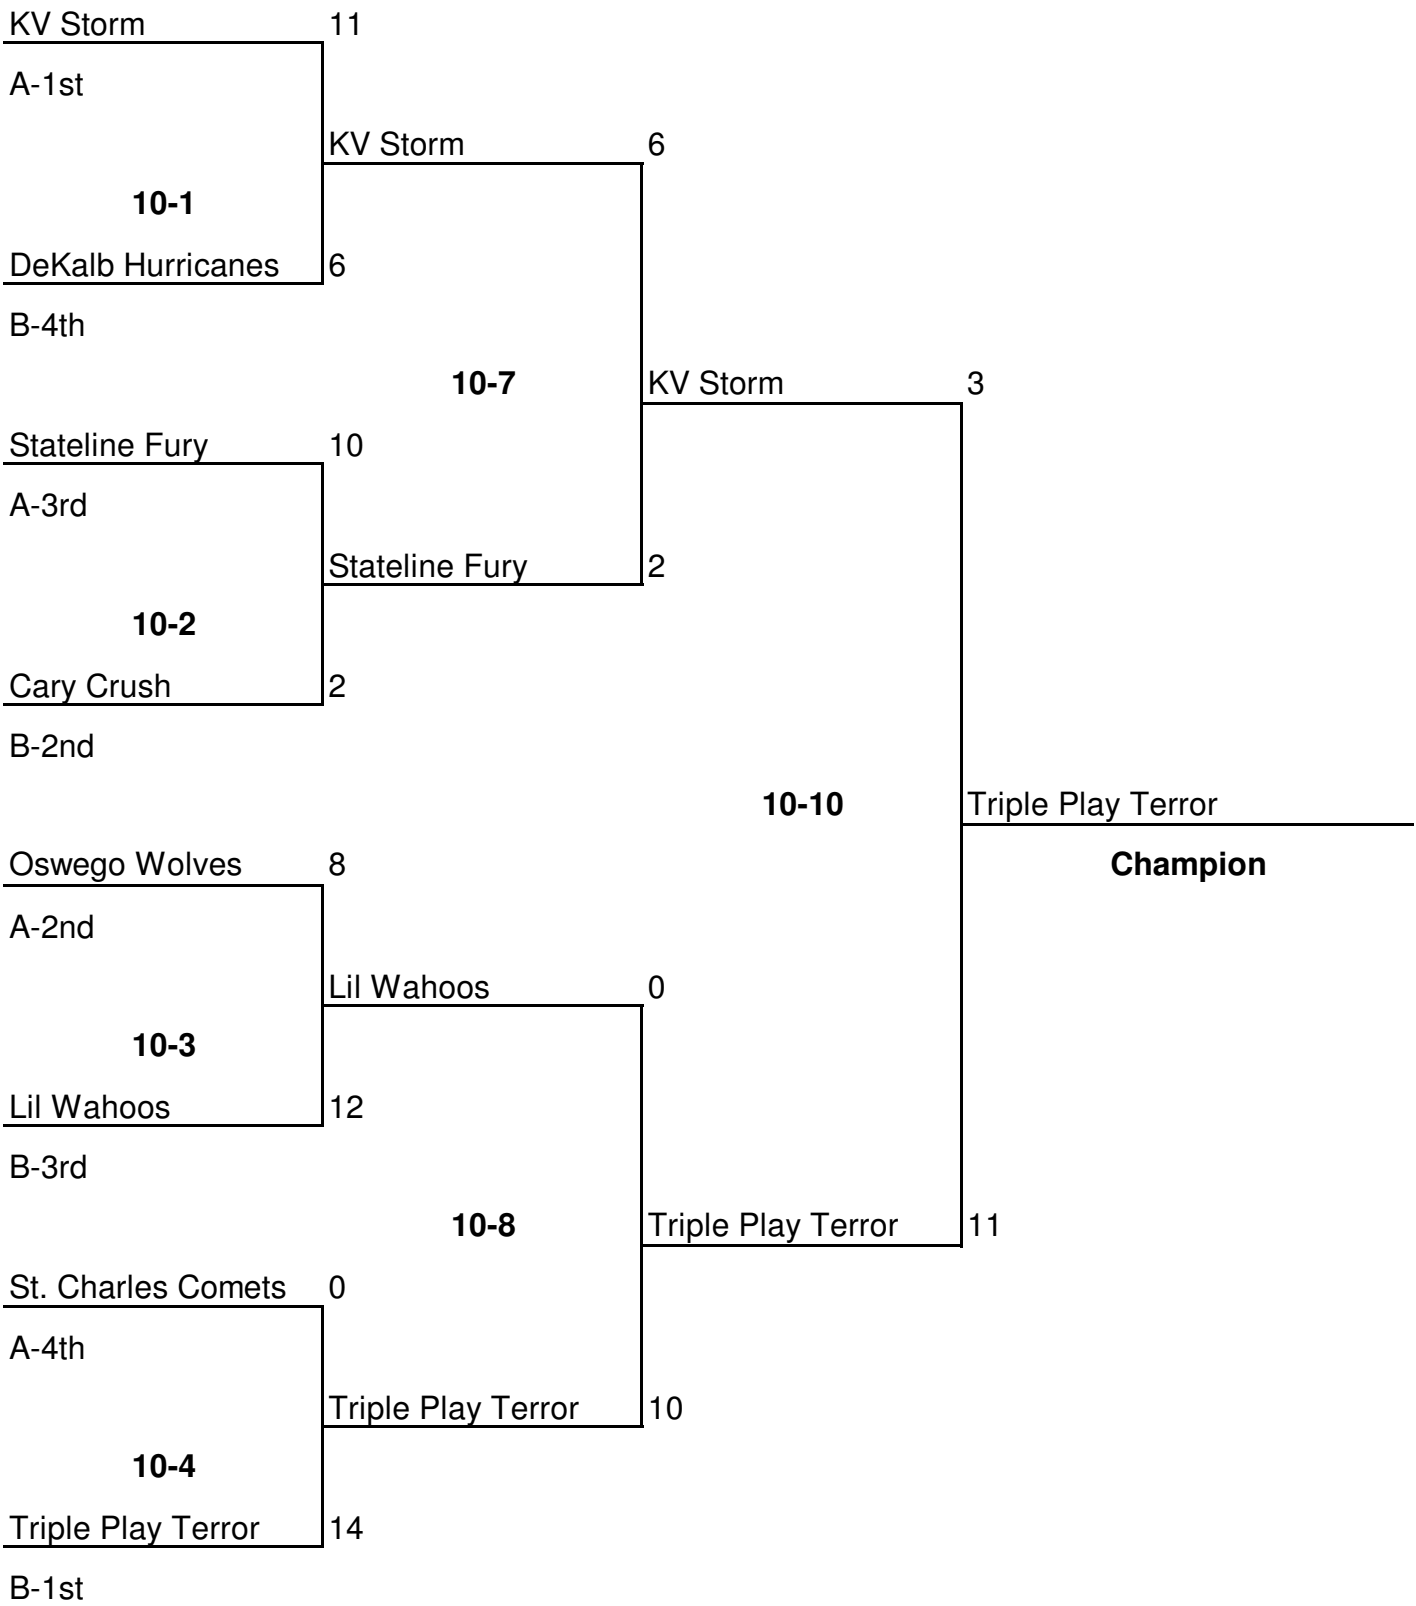 KV Storm 11
A-1st
KV Storm 6
10-1
DeKalb Hurricanes 6
B-4th
10-7 KV Storm 3
Stateline Fury 10
A-3rd
Stateline Fury 2
10-2
Cary Crush 2
B-2nd
10-10 Triple Play Terror
Oswego Wolves 8 Champion
A-2nd
Lil Wahoos 0
10-3
Lil Wahoos 12
B-3rd
10-8 Triple Play Terror 11
St. Charles Comets 0
A-4th
Triple Play Terror 10
10-4
Triple Play Terror 14
B-1st